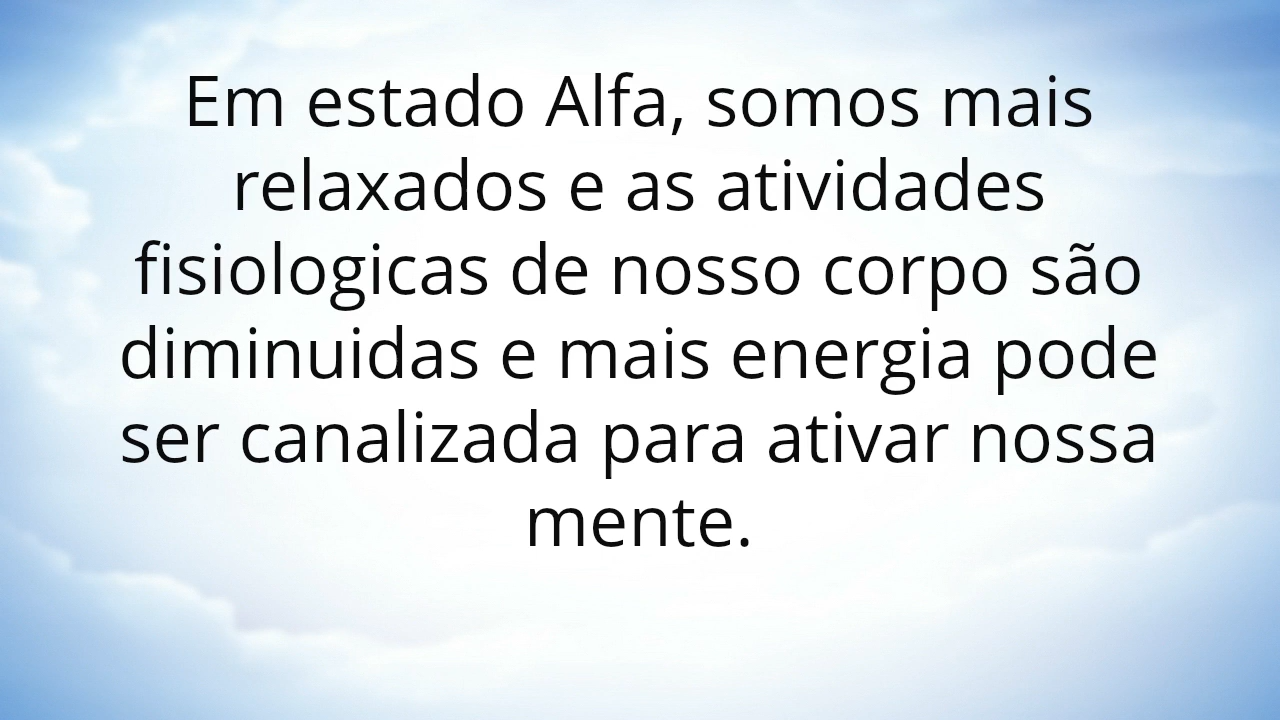 Em estado Alfa, somos mais
relaxados e as atividades
fisiologicas de nosso corpo são
diminuidas e mais energia pode
ser canalizada para ativar nossa
mente.